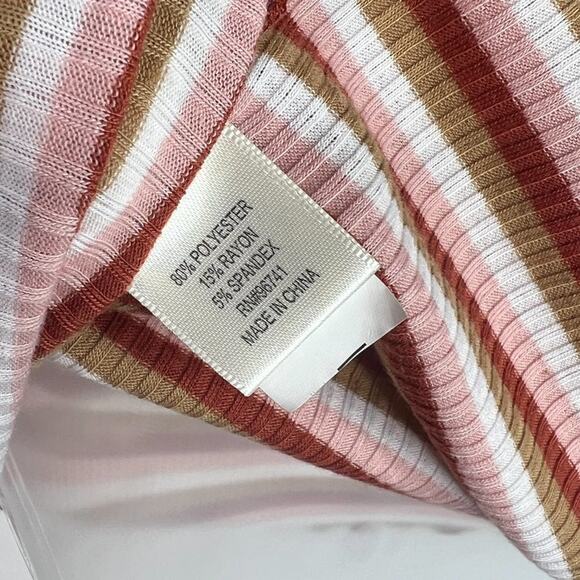 80% POLYESTER
15% RAYON
5% SPANDEX
RN#96741
MADE IN CHINA